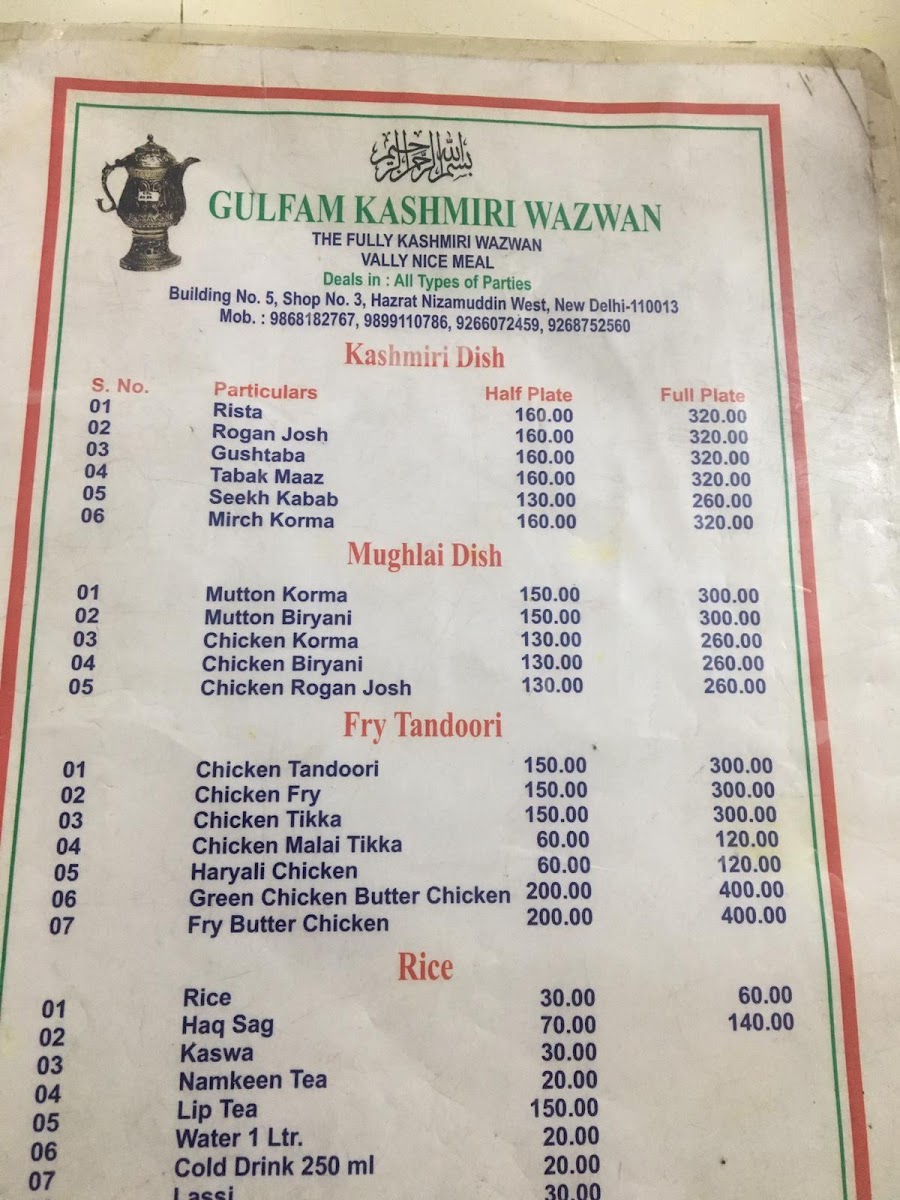 بسم الله الرحمن الرحيم
GULFAM KASHMIRI WAZWAN
THE FULLY KASHMIRI WAZWAN
VALLY NICE MEAL
Deals in : All Types of Parties
Building No. 5, Shop No. 3, Hazrat Nizamuddin West, New Delhi-110013
Mob. : 9868182767, 9899110786, 9266072459, 9268752560
Kashmiri Dish
S. No. Particulars Half Plate Full Plate
01 Rista 160.00 320.00
02 Rogan Josh 160.00 320.00
03 Gushtaba 160.00 320.00
04 Tabak Maaz 160.00 320.00
05 Seekh Kabab 130.00 260.00
06 Mirch Korma 160.00 320.00
Mughlai Dish
01 Mutton Korma 150.00 300.00
02 Mutton Biryani 150.00 300.00
03 Chicken Korma 130.00 260.00
04 Chicken Biryani 130.00 260.00
05 Chicken Rogan Josh 130.00 260.00
Fry Tandoori
01 Chicken Tandoori 150.00 300.00
02 Chicken Fry 150.00 300.00
03 Chicken Tikka 150.00 300.00
04 Chicken Malai Tikka 60.00 120.00
05 Haryali Chicken 60.00 120.00
06 Green Chicken Butter Chicken 200.00 400.00
07 Fry Butter Chicken 200.00 400.00
Rice
01 Rice 30.00 60.00
02 Haq Sag 70.00 140.00
03 Kaswa 30.00
04 Namkeen Tea 20.00
05 Lip Tea 150.00
06 Water 1 Ltr. 20.00
07 Cold Drink 250 ml 20.00
Lassi 30.00